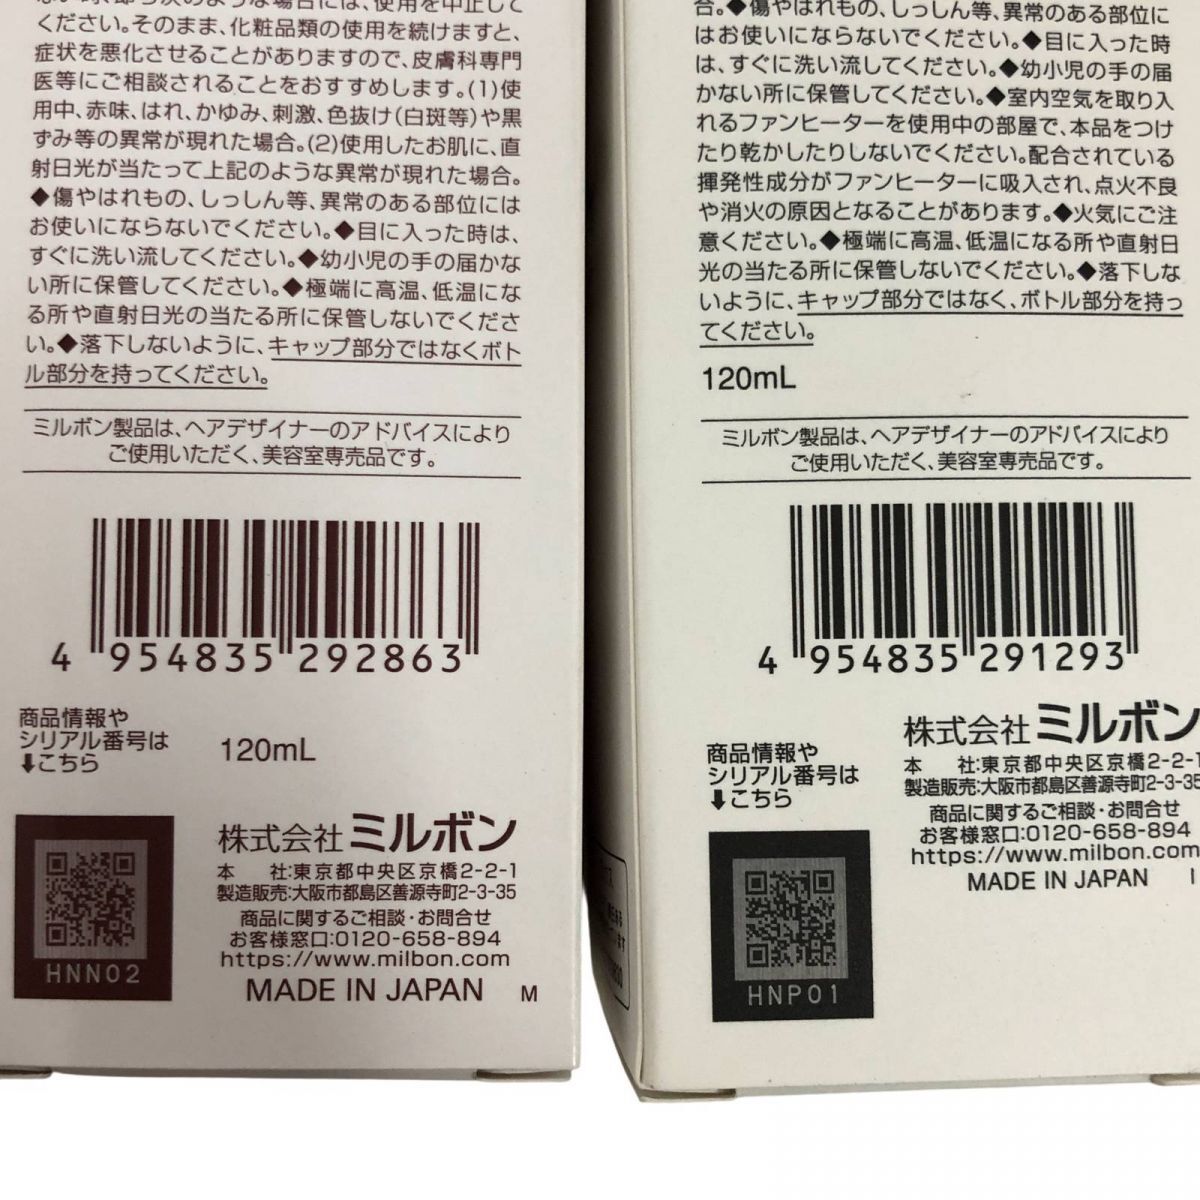 ください。そのまま、化粧品類の使用を続けますと、
症状を悪化させることがありますので、皮膚科専門
医等にご相談されることをおすすめします。(1)使
用中、赤味、はれ、かゆみ、刺激、色抜け(白斑等)や黒
ずみ等の異常が現れた場合。(2)使用したお肌に、直
射日光が当たって上記のような異常が現れた場合。
◆傷やはれもの、しっしん等、異常のある部位には
お使いにならないでください。◆目に入った時は、
すぐに洗い流してください。◆幼小児の手の届かな
い所に保管してください。◆極端に高温、低温にな
る所や直射日光の当たる所に保管しないでくださ
い。◆落下しないように、キャップ部分ではなくボト
ル部分を持ってください。
ミルボン製品は、ヘアデザイナーのアドバイスにより
ご使用いただく、美容室専売品です。
4 954835 292863
商品情報や
シリアル番号は
⬇こちら
120mL
HNN02
株式会社 ミルボン
本 社:東京都中央区京橋2-2-1
製造販売:大阪市都島区善源寺町2-3-35
商品に関するご相談・お問合せ
お客様窓口:0120-658-894
https://www.milbon.com
MADE IN JAPAN M
合。◆傷やはれもの、しっしん等、異常のある部位に
はお使いにならないでください。◆目に入った時
は、すぐに洗い流してください。◆幼小児の手の届
かない所に保管してください。◆室内空気を取り入
れるファンヒーターを使用中の部屋で、本品をつけ
たり乾かしたりしないでください。配合されている
揮発性成分がファンヒーターに吸入され、点火不良
や消火の原因となることがあります。◆火気にご注
意ください。◆極端に高温、低温になる所や直射日
光の当たる所に保管しないでください。◆落下しな
いように、キャップ部分ではなく、ボトル部分を持っ
てください。
120mL
ミルボン製品は、ヘアデザイナーのアドバイスにより
ご使用いただく、美容室専売品です。
4 954835 291293
商品情報や
シリアル番号は
⬇こちら
HNP01
株式会社 ミルボン
本 社:東京都中央区京橋2-2-1
製造販売:大阪市都島区善源寺町2-3-35
商品に関するご相談・お問合せ
お客様窓口:0120-658-894
https://www.milbon.com
MADE IN JAPAN I